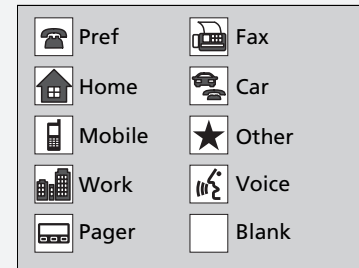 Pref
Home
Mobile
Work
Pager
Fax
Car
Other
Voice
Blank